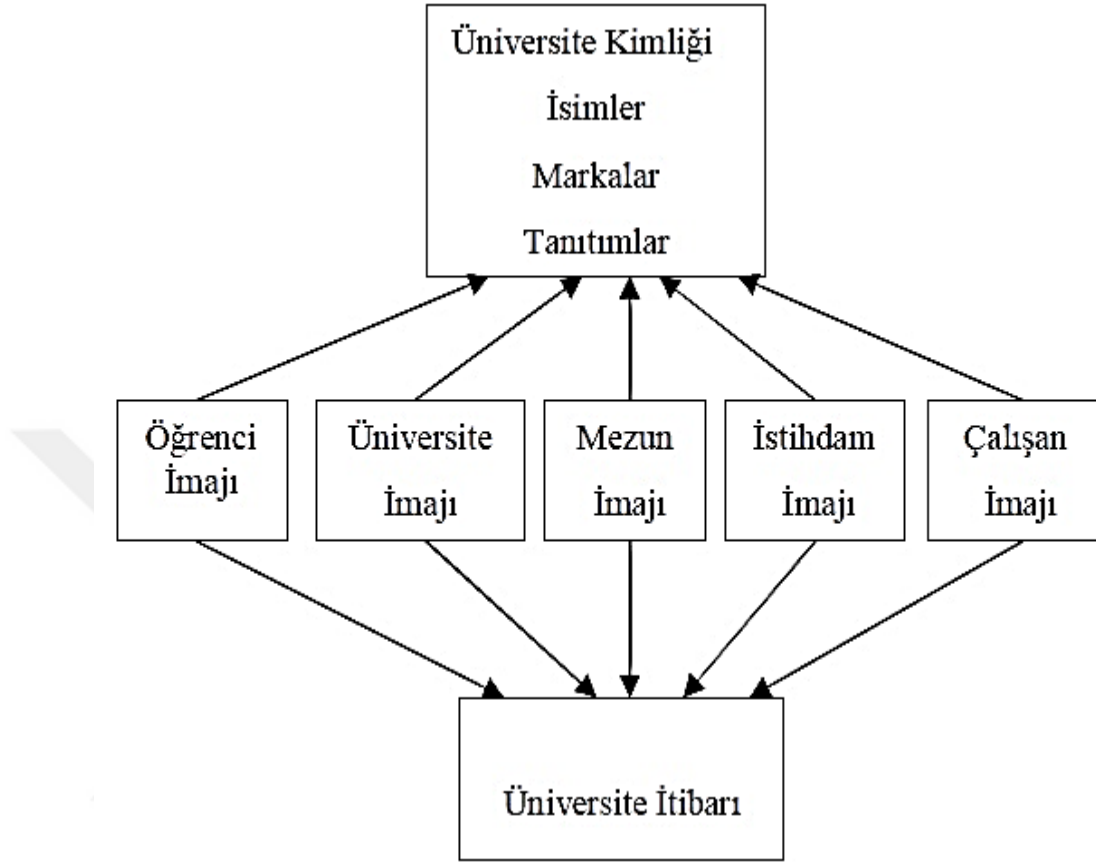 Üniversite Kimliği
İsimler
Markalar
Tanıtımlar
Öğrenci
İmajı
Üniversite
İmajı
Mezun
İmajı
İstihdam
İmajı
Çalışan
İmajı
Üniversite İtibarı